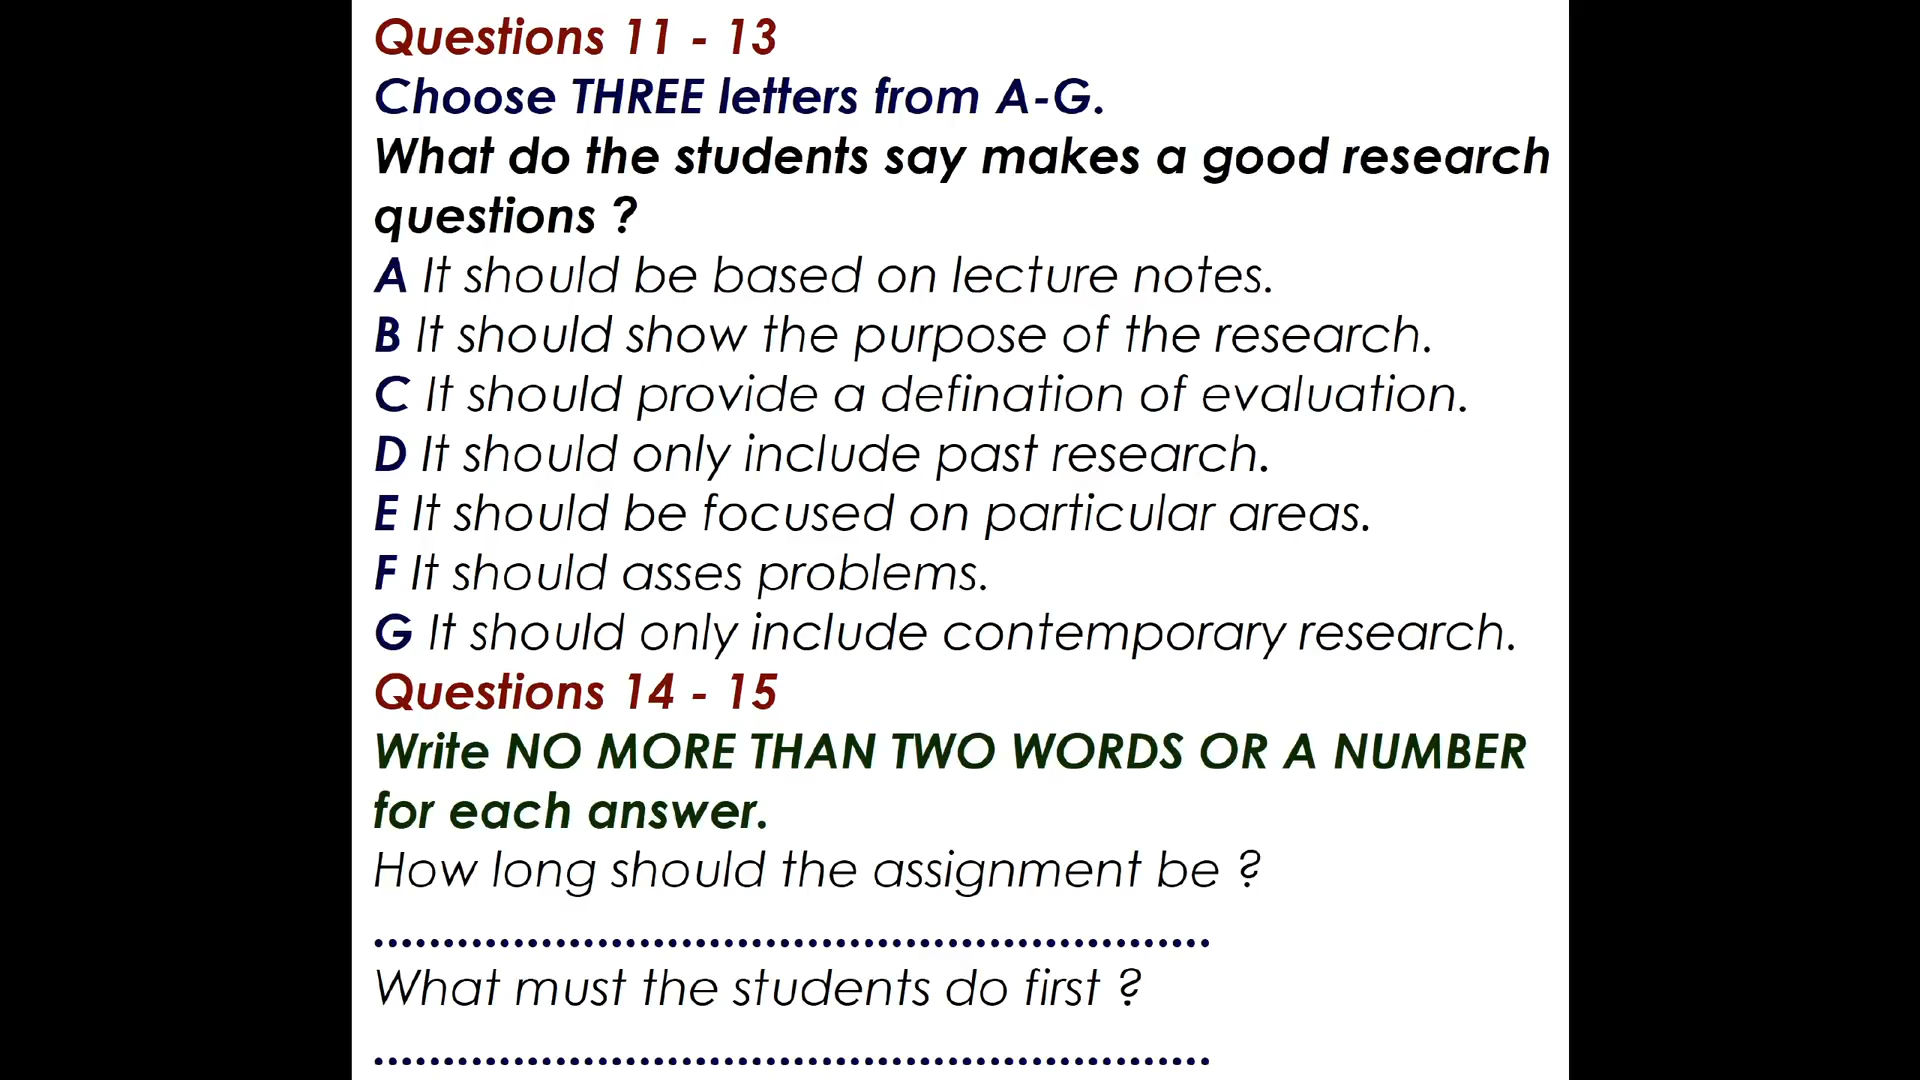 Questions 11 - 13
Choose THREE letters from A-G.
What do the students say makes a good research
questions ?
A It should be based on lecture notes.
B It should show the purpose of the research.
C It should provide a defination of evaluation.
D It should only include past research.
E It should be focused on particular areas.
F It should asses problems.
G It should only include contemporary research.
Questions 14 - 15
Write NO MORE THAN TWO WORDS OR A NUMBER
for each answer.
How long should the assignment be ?
............................................................
What must the students do first ?
............................................................